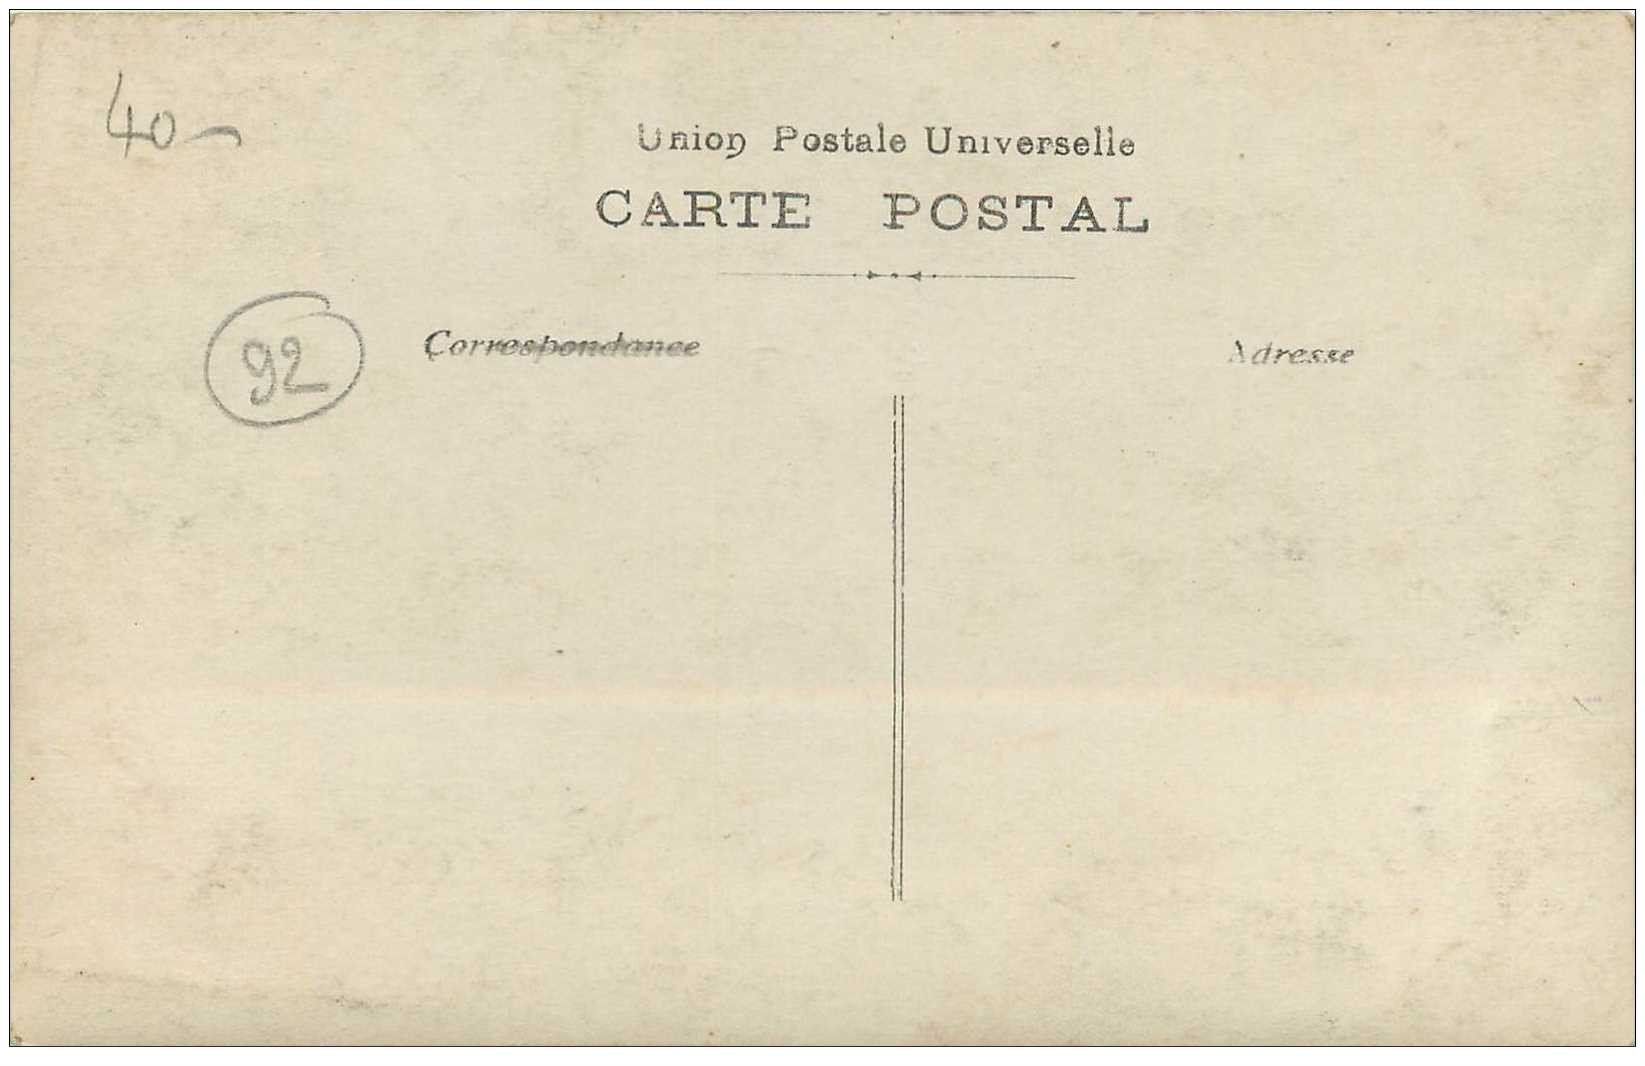 40-
Union Postale Universelle
CARTE POSTAL
92
Correspondance
Adresse